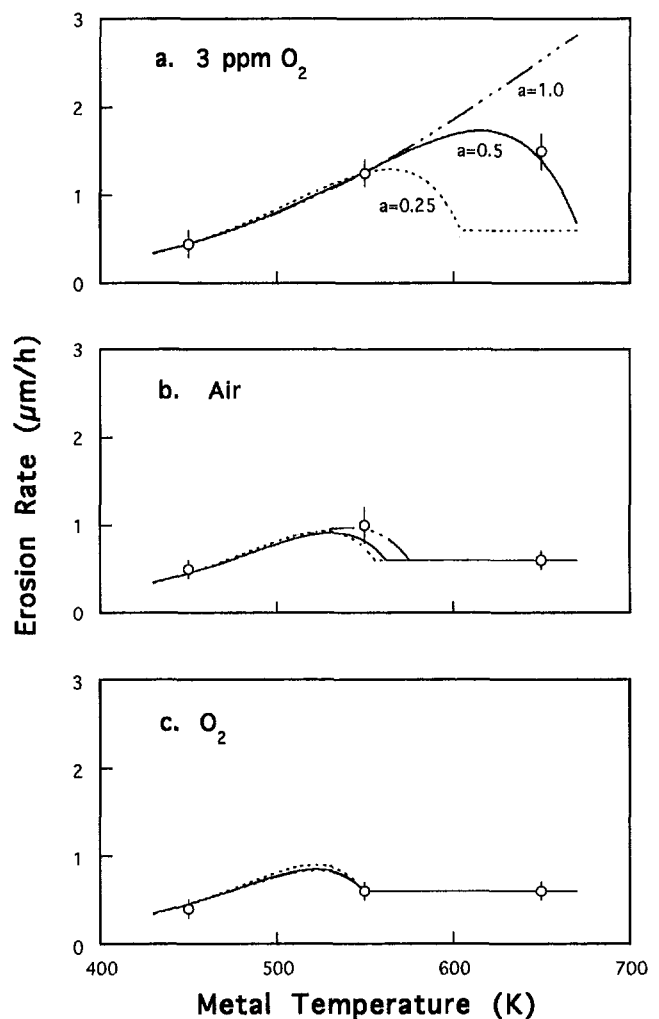 3
a. 3 ppm O2
a=1.0
2
a=0.5
1
a=0.25
0
Erosion Rate (μm/h)
3
b. Air
2
1
0
3
c. O2
2
1
0
400 500 600 700
Metal Temperature (K)